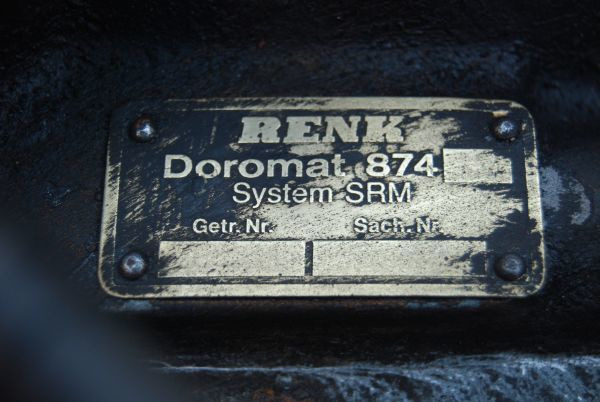 RENK
Doromat 874
System SRM
Getr. Nr.
Sach. Nr.